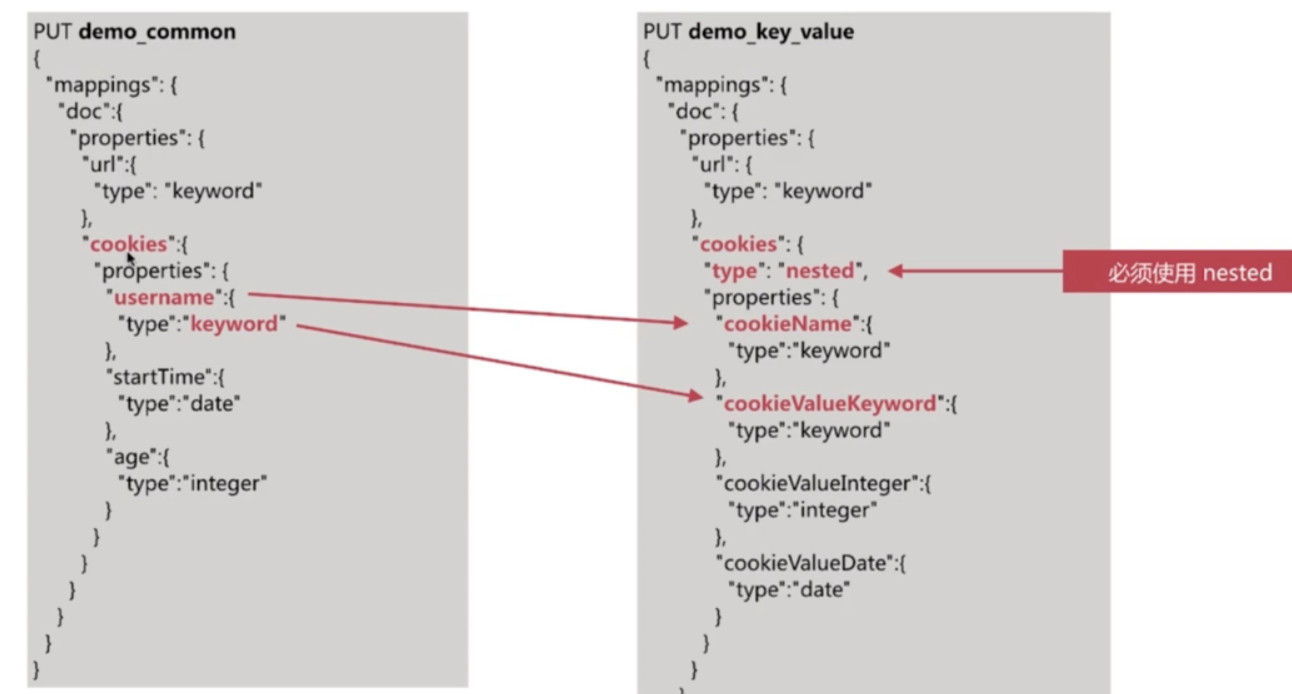 PUT demo_common
{
"mappings": {
"doc":{
"properties": {
"url":{
"type": "keyword"
},
"cookies":{
"properties": {
"username":{
"type":"keyword"
},
"startTime":{
"type":"date"
},
"age":{
"type":"integer"
}
}
}
}
}
}
}
PUT demo_key_value
{
"mappings": {
"doc": {
"properties": {
"url": {
"type": "keyword"
},
"cookies": {
"type": "nested",
"properties": {
"cookieName":{
"type":"keyword"
},
"cookieValueKeyword":{
"type":"keyword"
},
"cookieValueInteger":{
"type":"integer"
},
"cookieValueDate":{
"type":"date"
}
}
}
}
必须使用 nested